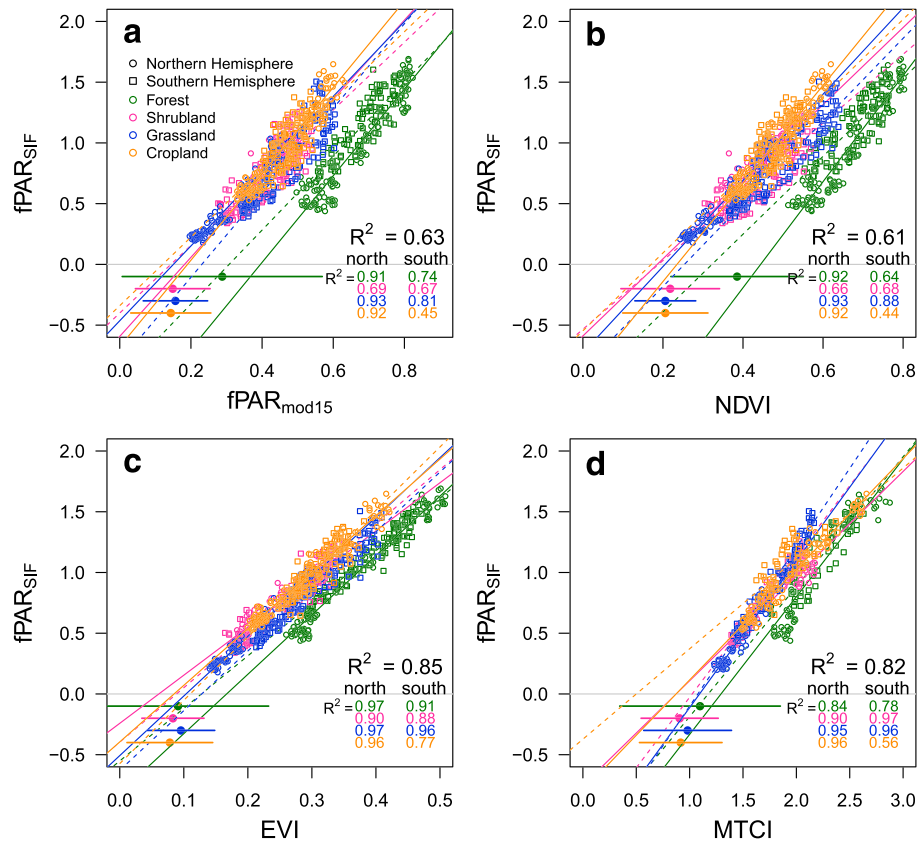 a
2.0
1.5
1.0
0.5
0.0
−0.5
fPARSIF
Northern Hemisphere
Southern Hemisphere
Forest
Shrubland
Grassland
Cropland
R2 = 0.63
north south
R2 = 0.91 0.74
0.69 0.67
0.93 0.81
0.92 0.45
0.0 0.2 0.4 0.6 0.8
fPARmod15
b
2.0
1.5
1.0
0.5
0.0
−0.5
fPARSIF
R2 = 0.61
north south
R2 = 0.92 0.64
0.66 0.68
0.93 0.88
0.92 0.44
0.0 0.2 0.4 0.6 0.8
NDVI
c
2.0
1.5
1.0
0.5
0.0
−0.5
fPARSIF
R2 = 0.85
north south
R2 = 0.97 0.91
0.90 0.88
0.97 0.96
0.96 0.77
0.0 0.1 0.2 0.3 0.4 0.5
EVI
d
2.0
1.5
1.0
0.5
0.0
−0.5
fPARSIF
R2 = 0.82
north south
R2 = 0.84 0.78
0.90 0.97
0.95 0.96
0.96 0.56
0.0 0.5 1.0 1.5 2.0 2.5 3.0
MTCI